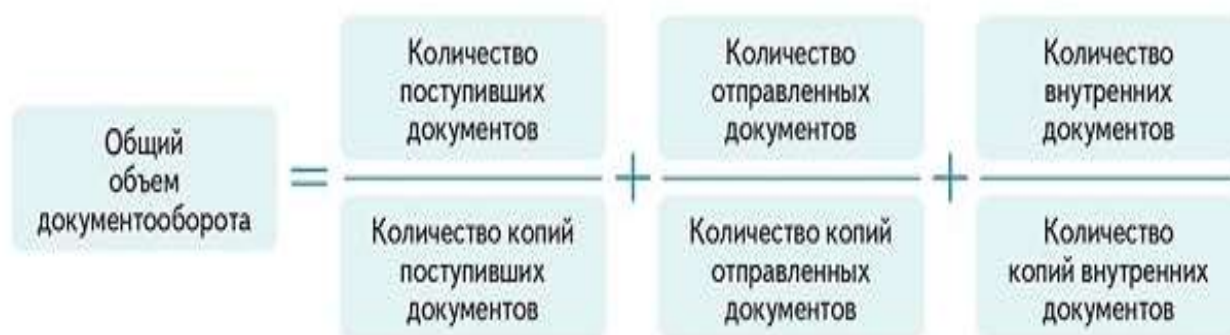 Общий
объем
документооборота
=
Количество
поступивших
документов
Количество копий
поступивших
документов
+
Количество
отправленных
документов
Количество копий
отправленных
документов
+
Количество
внутренних
документов
Количество
копий внутренних
документов